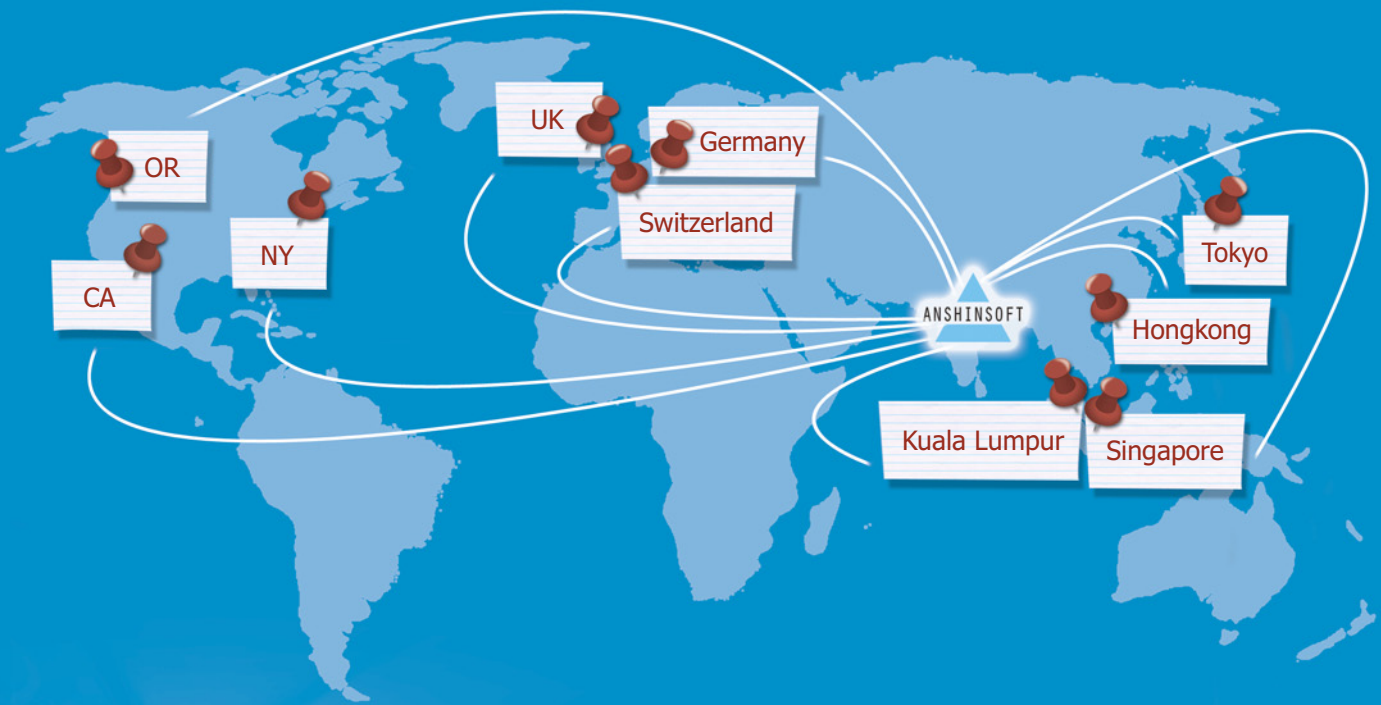 UK
Germany
OR
Switzerland
NY
Tokyo
CA
ANSHINSOFT
Hongkong
Kuala Lumpur
Singapore